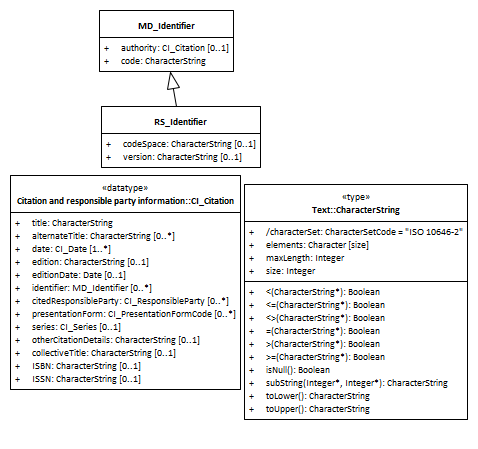 MD_Identifier
+ authority: CI_Citation [0..1]
+ code: CharacterString
RS_Identifier
+ codeSpace: CharacterString [0..1]
+ version: CharacterString [0..1]
«datatype»
Citation and responsible party information::CI_Citation
+ title: CharacterString
+ alternateTitle: CharacterString [0..*]
+ date: CI_Date [1..*]
+ edition: CharacterString [0..1]
+ editionDate: Date [0..1]
+ identifier: MD_Identifier [0..*]
+ citedResponsibleParty: CI_ResponsibleParty [0..*]
+ presentationForm: CI_PresentationFormCode [0..*]
+ series: CI_Series [0..1]
+ otherCitationDetails: CharacterString [0..1]
+ collectiveTitle: CharacterString [0..1]
+ ISBN: CharacterString [0..1]
+ ISSN: CharacterString [0..1]
«type»
Text::CharacterString
+ /characterSet: CharacterSetCode = "ISO 10646-2"
+ elements: Character [size]
+ maxLength: Integer
+ size: Integer
+ <(CharacterString*): Boolean
+ <=(CharacterString*): Boolean
+ <>(CharacterString*): Boolean
+ =(CharacterString*): Boolean
+ >(CharacterString*): Boolean
+ >=(CharacterString*): Boolean
+ isNull(): Boolean
+ subString(Integer*, Integer*): CharacterString
+ toLower(): CharacterString
+ toUpper(): CharacterString